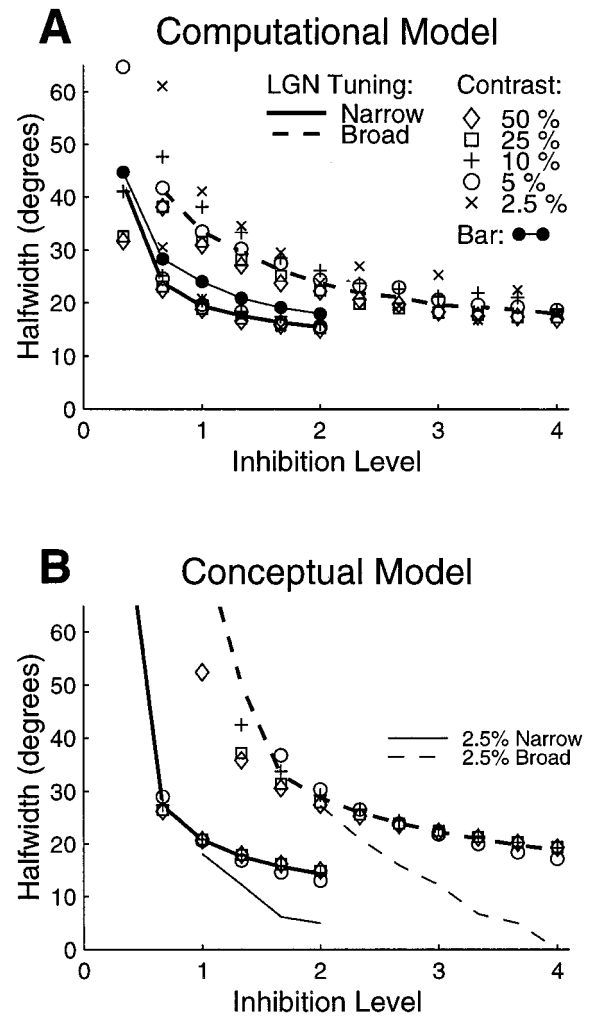 A Computational Model
LGN Tuning:
Narrow
Broad
Contrast:
50 %
25 %
10 %
5 %
2.5 %
Bar:
Halfwidth (degrees)
60
50
40
30
20
10
0
0 1 2 3 4
Inhibition Level
B Conceptual Model
2.5% Narrow
2.5% Broad
Halfwidth (degrees)
60
50
40
30
20
10
0
0 1 2 3 4
Inhibition Level